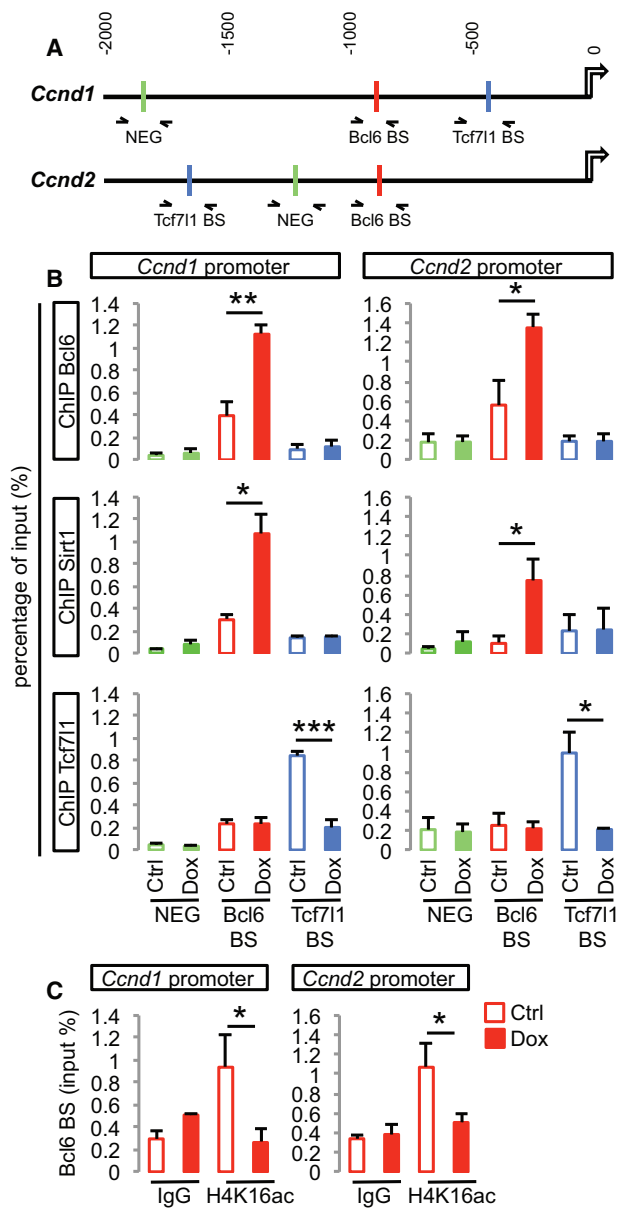 A
-2000 -1500 -1000 -500 0
Ccnd1
NEG Bcl6 BS Tcf7l1 BS
Ccnd2
Tcf7l1 BS NEG Bcl6 BS
B
Ccnd1 promoter Ccnd2 promoter
percentage of input (%)
ChIP Bcl6
1.4 1.2 1 0.8 0.6 0.4 0.2 0
**
1.6 1.4 1.2 1.0 0.8 0.6 0.4 0.2 0
*
ChIP Sirt1
1.4 1.2 1 0.8 0.6 0.4 0.2 0
*
1.6 1.4 1.2 1 0.8 0.6 0.4 0.2 0
*
ChIP Tcf7l1
1.4 1.2 1 0.8 0.6 0.4 0.2 0
***
1.6 1.4 1.2 1 0.8 0.6 0.4 0.2 0
*
Ctrl Dox Ctrl Dox Ctrl Dox Ctrl Dox Ctrl Dox Ctrl Dox
NEG Bcl6 Tcf7l1 NEG Bcl6 Tcf7l1
BS BS BS BS
C
Ccnd1 promoter Ccnd2 promoter
Bcl6 BS (input %)
1.4 1.2 1 0.8 0.6 0.4 0.2 0
*
1.6 1.4 1.2 1 0.8 0.6 0.4 0.2 0
*
Ctrl
Dox
IgG H4K16ac IgG H4K16ac